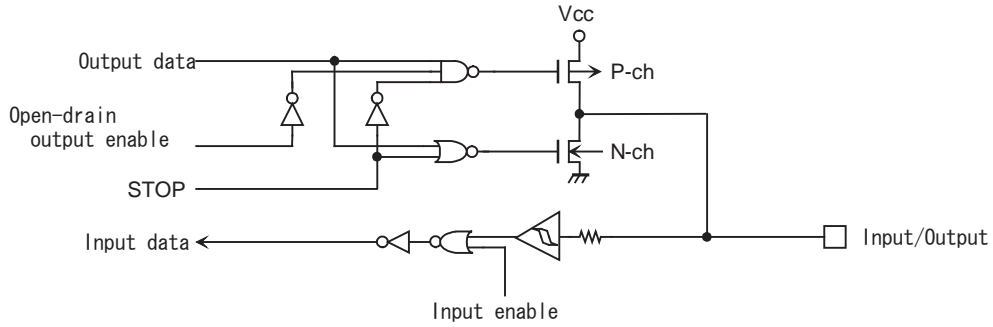 Vcc
Output data
P-ch
Open-drain
output enable
N-ch
STOP
Input data
Input/Output
Input enable